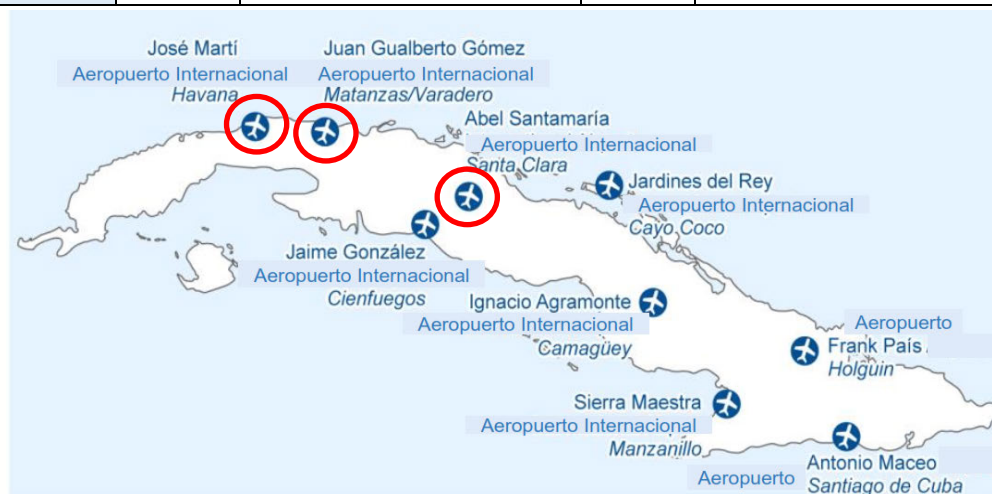 José Martí
Aeropuerto Internacional
Havana
Juan Gualberto Gómez
Aeropuerto Internacional
Matanzas/Varadero
Abel Santamaría
Aeropuerto Internacional
Santa Clara
Jardines del Rey
Aeropuerto Internacional
Cayo Coco
Jaime González
Aeropuerto Internacional
Cienfuegos
Ignacio Agramonte
Aeropuerto Internacional
Camagüey
Aeropuerto
Frank País
Holguin
Sierra Maestra
Aeropuerto Internacional
Manzanillo
Antonio Maceo
Aeropuerto
Santiago de Cuba